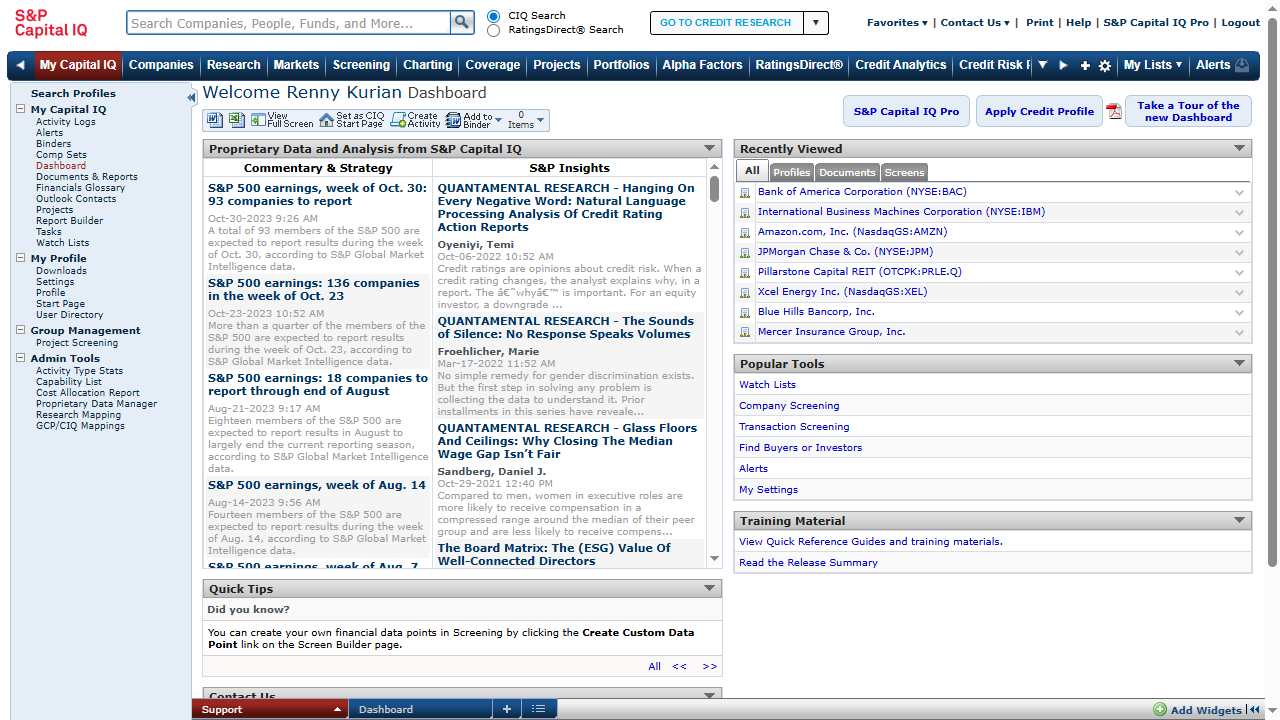 S&P
Capital IQ
Search Companies, People, Funds, and More...
CIQ Search
RatingsDirect® Search
GO TO CREDIT RESEARCH
Favorites | Contact Us | Print | Help | S&P Capital IQ Pro | Logout
My Capital IQ Companies Research Markets Screening Charting Coverage Projects Portfolios Alpha Factors RatingsDirect® Credit Analytics Credit Risk My Lists Alerts
Search Profiles
My Capital IQ
Activity Logs
Alerts
Binders
Comp Sets
Dashboard
Documents & Reports
Financials Glossary
Outlook Contacts
Projects
Report Builder
Tasks
Watch Lists
My Profile
Downloads
Settings
Profile
Start Page
User Directory
Group Management
Project Screening
Admin Tools
Activity Type Stats
Capability List
Cost Allocation Report
Proprietary Data Manager
Research Mapping
GCP/CIQ Mappings
Welcome Renny Kurian Dashboard
View
Full Screen
Set as CIQ
Start Page
Create
Activity
Add to
Binder
0
Items
S&P Capital IQ Pro
Apply Credit Profile
Take a Tour of the
new Dashboard
Proprietary Data and Analysis from S&P Capital IQ
Commentary & Strategy
S&P 500 earnings, week of Oct. 30:
93 companies to report
Oct-30-2023 9:26 AM
A total of 93 members of the S&P 500 are
expected to report results during the week
of Oct. 30, according to S&P Global Market
Intelligence data.
S&P 500 earnings: 136 companies
in the week of Oct. 23
Oct-23-2023 10:52 AM
More than a quarter of the members of the
S&P 500 are expected to report results
during the week of Oct. 23, according to
S&P Global Market Intelligence data.
S&P 500 earnings: 18 companies to
report through end of August
Aug-21-2023 9:17 AM
Eighteen members of the S&P 500 are
expected to report results in August to
largely end the current reporting season,
according to S&P Global Market Intelligence
data.
S&P 500 earnings, week of Aug. 14
Aug-14-2023 9:56 AM
Fourteen members of the S&P 500 are
expected to report results during the week
of Aug. 14, according to S&P Global Market
Intelligence data.
S&P 500 earnings, week of Aug. 7
S&P Insights
QUANTAMENTAL RESEARCH - Hanging On
Every Negative Word: Natural Language
Processing Analysis Of Credit Rating
Action Reports
Oyeniyi, Temi
Oct-06-2022 10:52 AM
Credit ratings are opinions about credit risk. When a
credit rating changes, the analyst explains why, in a
report. The â€˜whyâ€™ is important. For an equity
investor, a downgrade ...
QUANTAMENTAL RESEARCH - The Sounds
of Silence: No Response Speaks Volumes
Froehlicher, Marie
Mar-17-2022 11:52 AM
No simple remedy for gender discrimination exists.
But the first step in solving any problem is
collecting the data to understand it. Prior
installments in this series have reveale...
QUANTAMENTAL RESEARCH - Glass Floors
And Ceilings: Why Closing The Median
Wage Gap Isn't Fair
Sandberg, Daniel J.
Oct-29-2021 12:40 PM
Compared to men, women in executive roles are
more likely to receive compensation in a
compressed range around the median of their peer
group and are less likely to receive compens...
The Board Matrix: The (ESG) Value Of
Well-Connected Directors
Quick Tips
Did you know?
You can create your own financial data points in Screening by clicking the Create Custom Data
Point link on the Screen Builder page.
All << >>
Contact Us
Recently Viewed
All Profiles Documents Screens
Bank of America Corporation (NYSE:BAC)
International Business Machines Corporation (NYSE:IBM)
Amazon.com, Inc. (NasdaqGS:AMZN)
JPMorgan Chase & Co. (NYSE:JPM)
Pillarstone Capital REIT (OTCPK:PRLE.Q)
Xcel Energy Inc. (NasdaqGS:XEL)
Blue Hills Bancorp, Inc.
Mercer Insurance Group, Inc.
Popular Tools
Watch Lists
Company Screening
Transaction Screening
Find Buyers or Investors
Alerts
My Settings
Training Material
View Quick Reference Guides and training materials.
Read the Release Summary
Support
Dashboard
Add Widgets